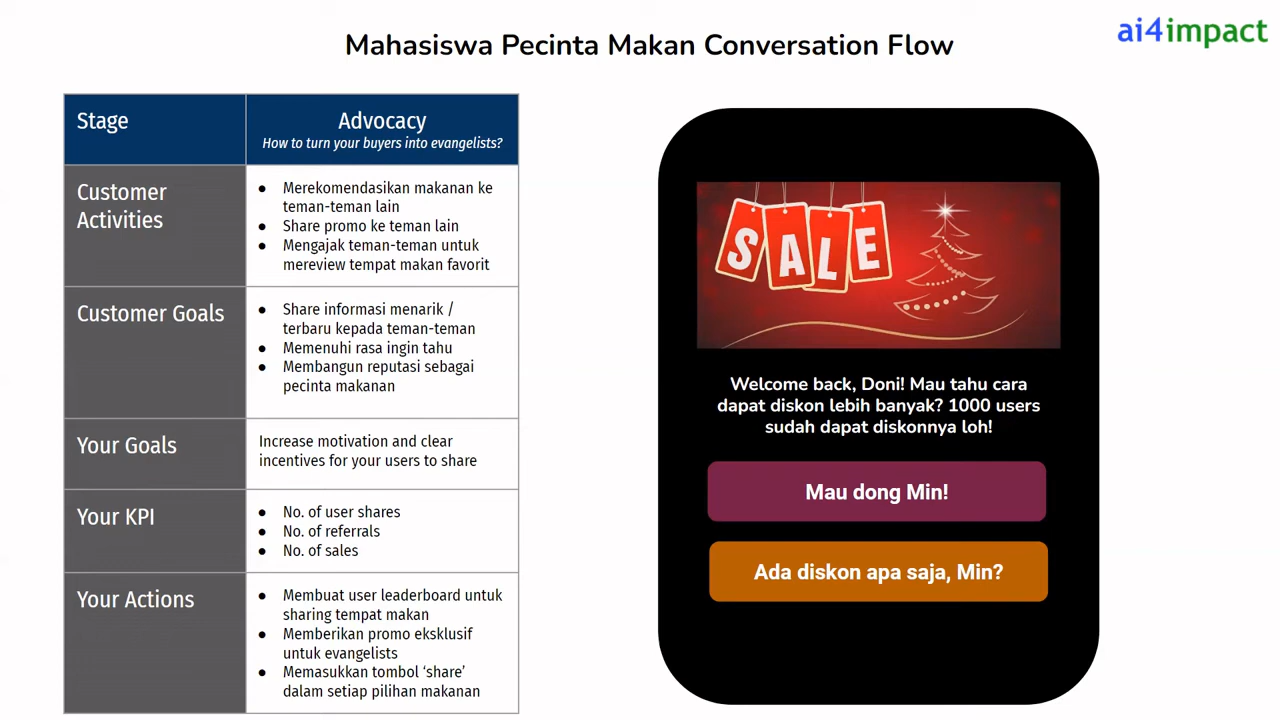 Mahasiswa Pecinta Makan Conversation Flow
ai4impact
Stage
Advocacy
How to turn your buyers into evangelists?
Customer
Activities
● Merekomendasikan makanan ke
teman-teman lain
● Share promo ke teman lain
● Mengajak teman-teman untuk
mereview tempat makan favorit
Customer Goals
● Share informasi menarik /
terbaru kepada teman-teman
● Memenuhi rasa ingin tahu
● Membangun reputasi sebagai
pecinta makanan
Your Goals
Increase motivation and clear
incentives for your users to share
Your KPI
● No. of user shares
● No. of referrals
● No. of sales
Your Actions
● Membuat user leaderboard untuk
sharing tempat makan
● Memberikan promo eksklusif
untuk evangelists
● Memasukkan tombol ‘share’
dalam setiap pilihan makanan
SALE
Welcome back, Doni! Mau tahu cara
dapat diskon lebih banyak? 1000 users
sudah dapat diskonnya loh!
Mau dong Min!
Ada diskon apa saja, Min?